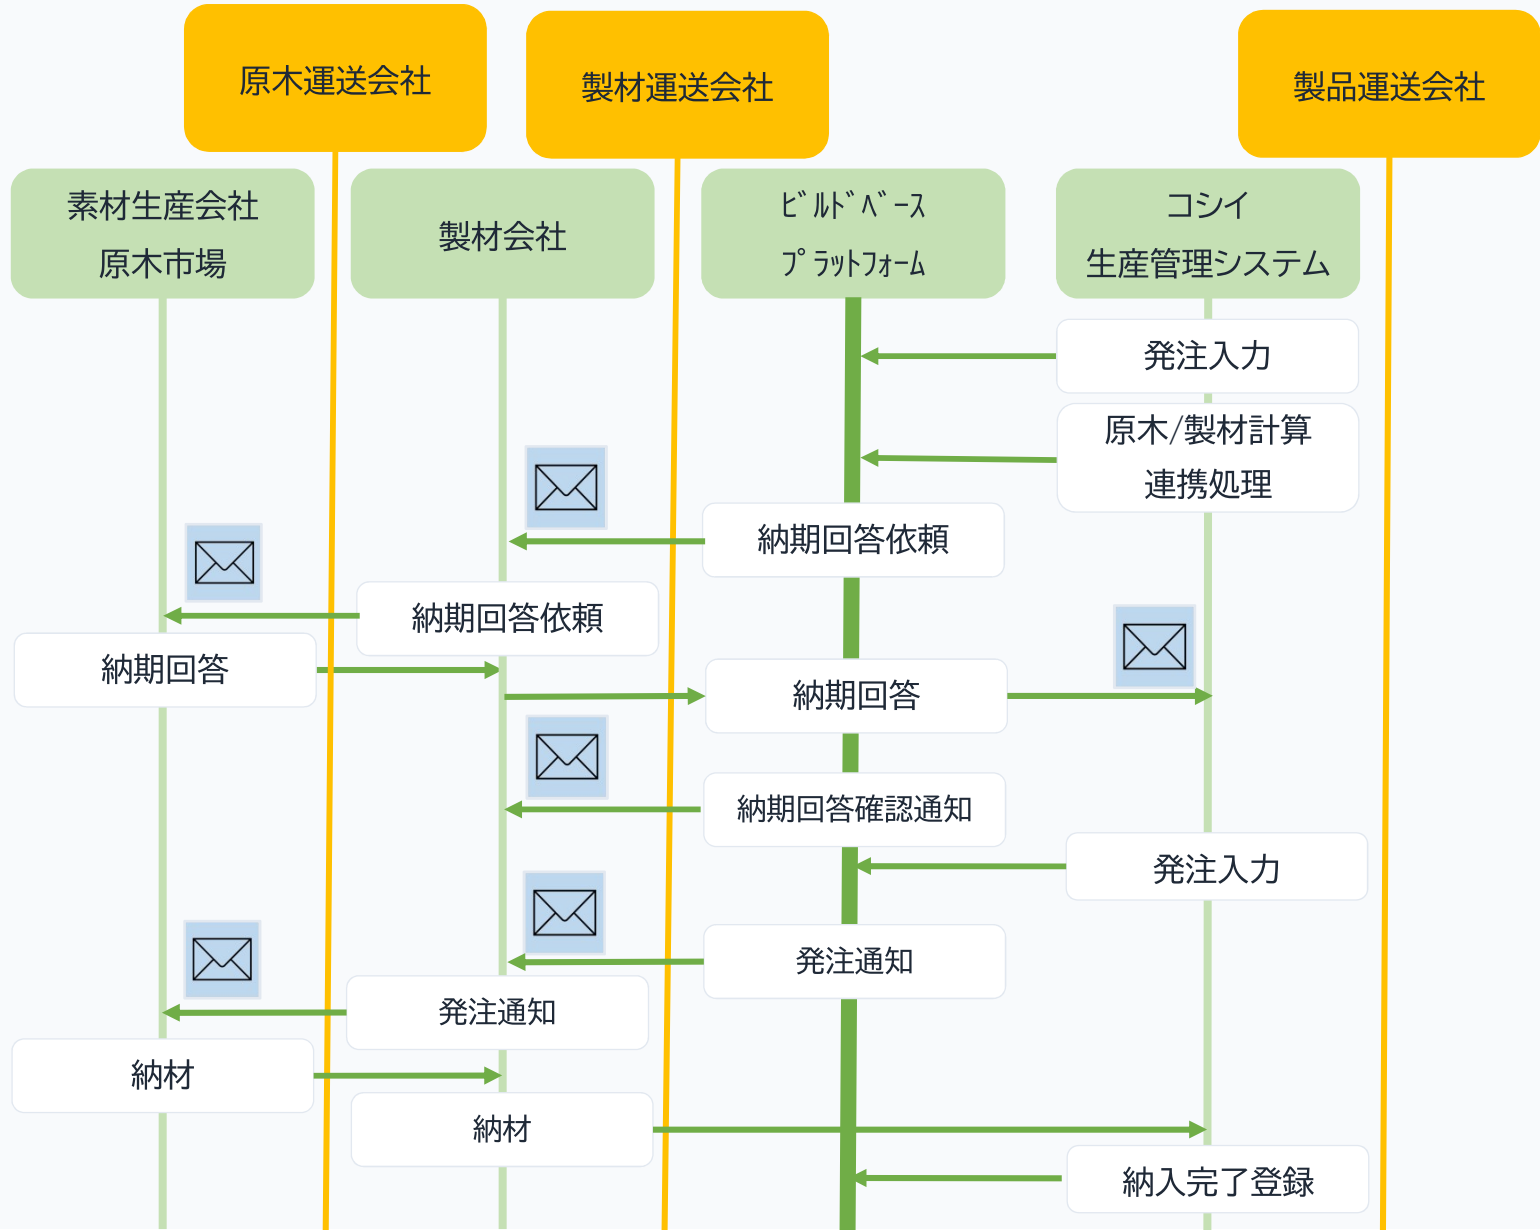 原木運送会社
製材運送会社
製品運送会社
素材生産会社
原木市場
製材会社
ﾋﾞﾙﾄﾞﾍﾞｰｽ
ﾌﾟﾗｯﾄﾌｫｰﾑ
コシイ
生産管理システム
発注入力
原木/製材計算
連携処理
納期回答依頼
納期回答依頼
納期回答
納期回答
納期回答確認通知
発注入力
発注通知
発注通知
納材
納材
納入完了登録